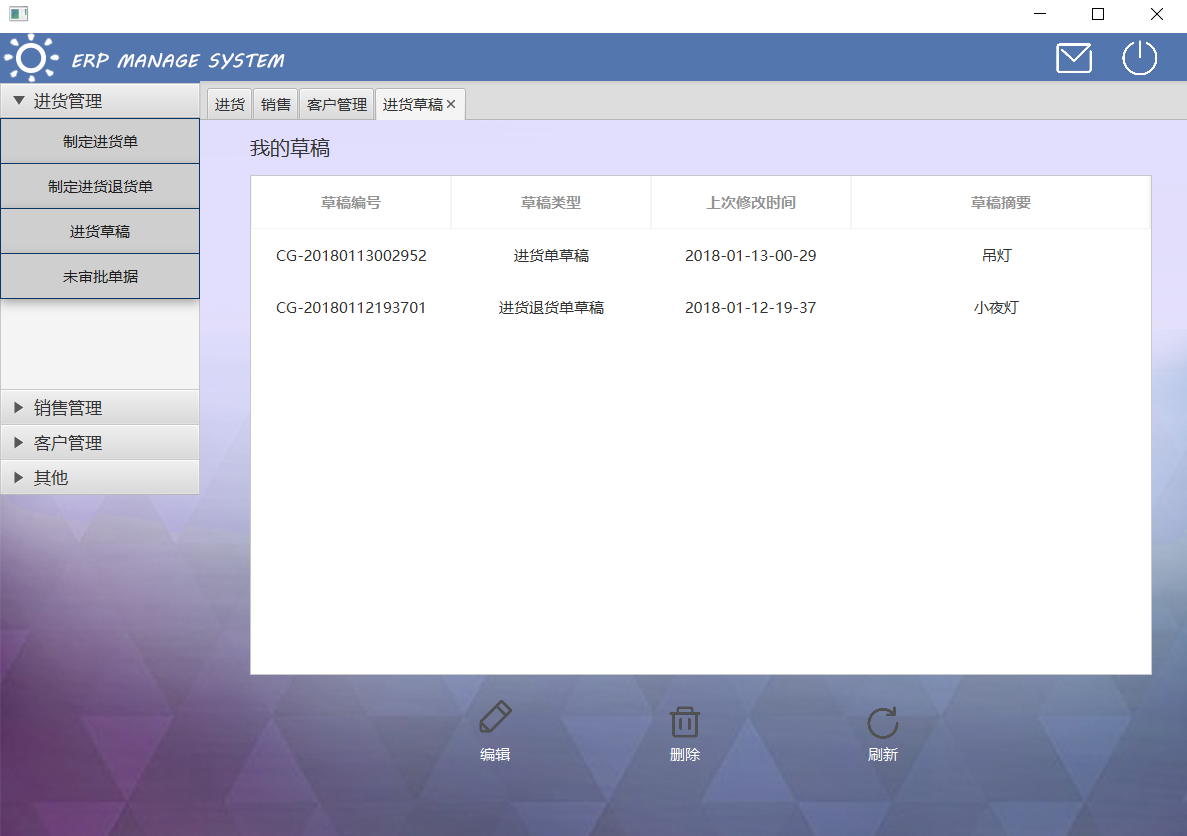 ERP MANAGE SYSTEM
进货管理
制定进货单
制定进货退货单
进货草稿
未审批单据
销售管理
客户管理
其他
进货 销售 客户管理 进货草稿
我的草稿
草稿编号 草稿类型 上次修改时间 草稿摘要
CG-20180113002952 进货单草稿 2018-01-13-00-29 吊灯
CG-20180112193701 进货退货单草稿 2018-01-12-19-37 小夜灯
编辑 删除 刷新